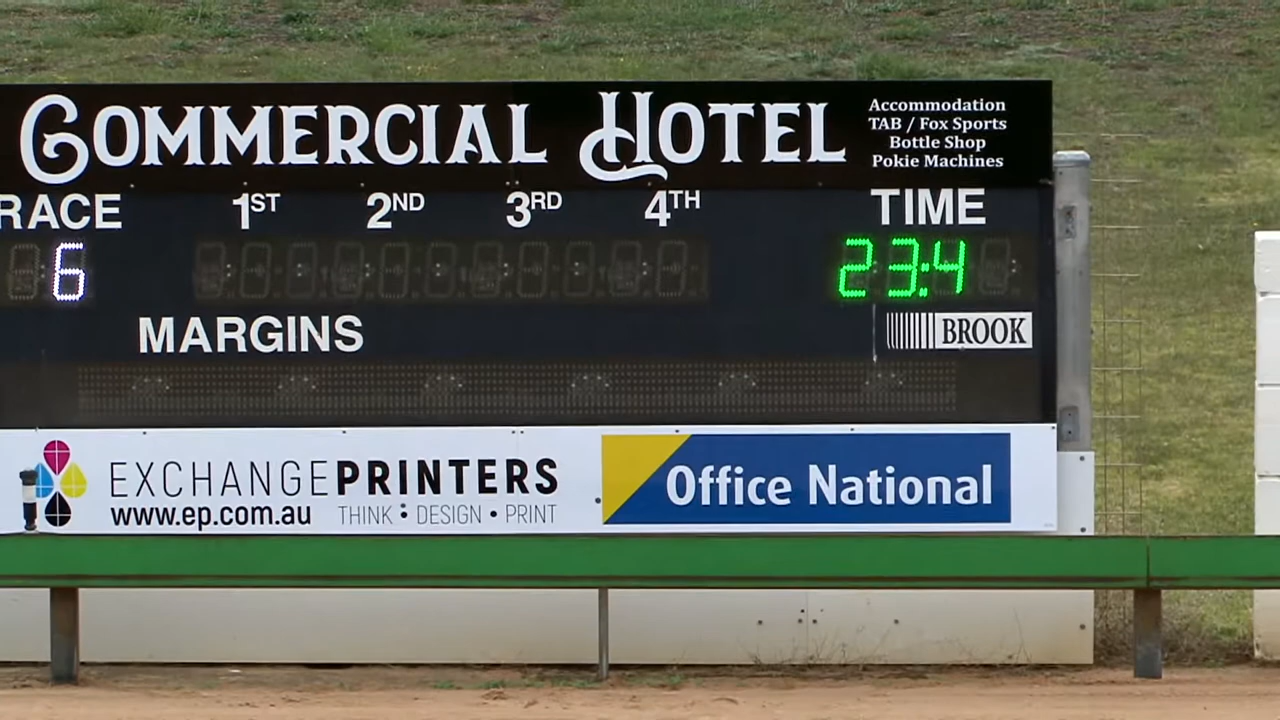 COMMERCIAL HOTEL
Accommodation
TAB / Fox Sports
Bottle Shop
Pokie Machines
RACE 1ST 2ND 3RD 4TH TIME
6 23:4
MARGINS
BROOK
EXCHANGEPRINTERS
www.ep.com.au THINK • DESIGN • PRINT
Office National